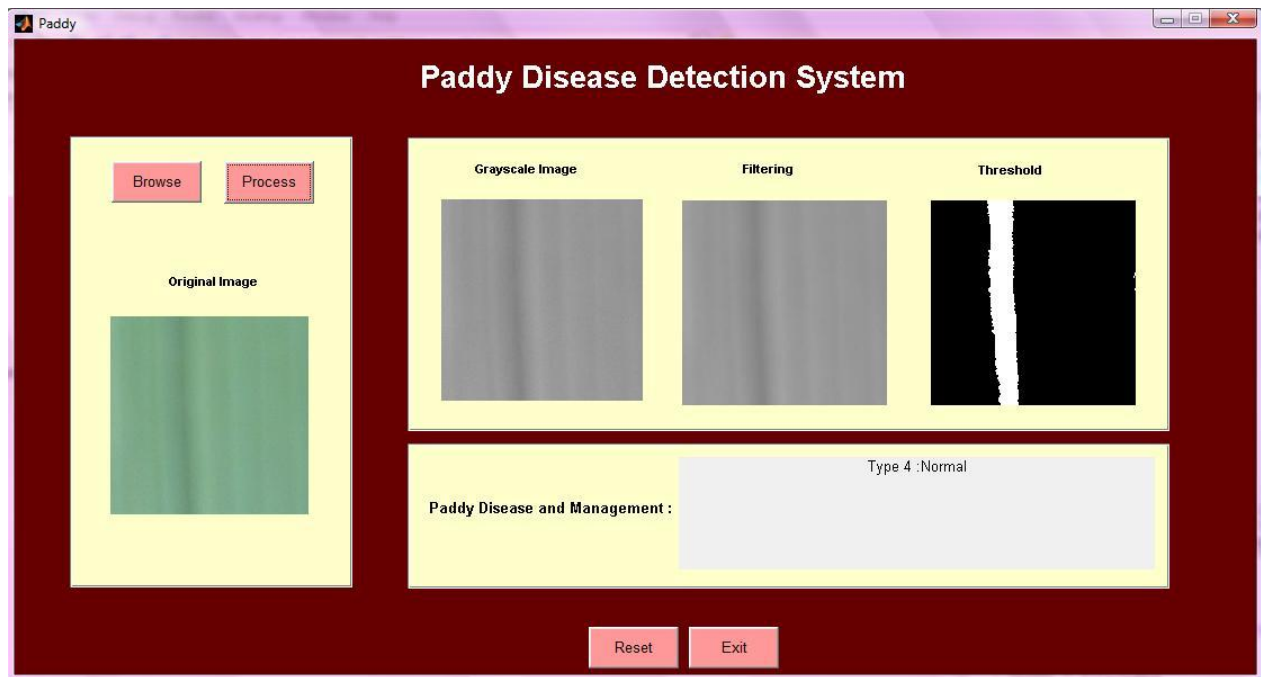 Paddy
Paddy Disease Detection System
Browse
Process
Original Image
Grayscale Image
Filtering
Threshold
Paddy Disease and Management :
Type 4 :Normal
Reset
Exit